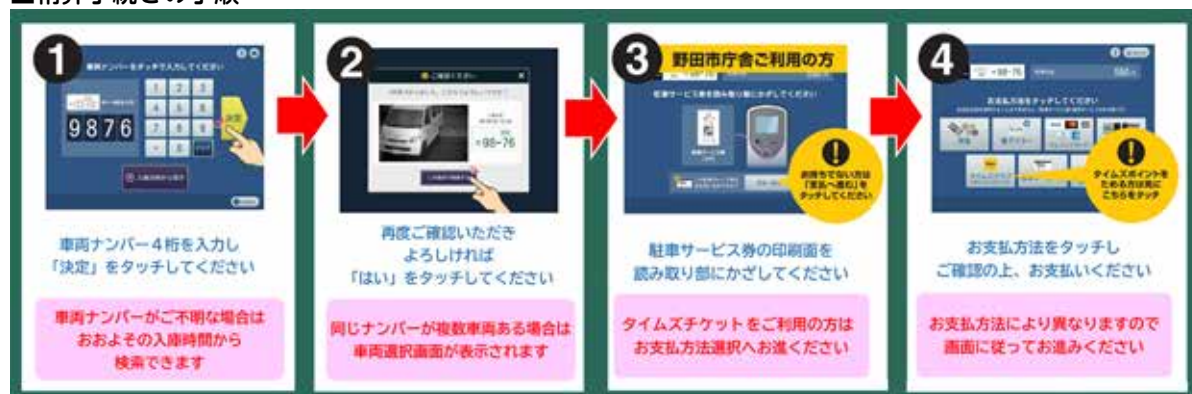 1
車両ナンバーをタッチで入力してください
9876
決定
車両ナンバー４桁を入力し
「決定」をタッチしてください
車両ナンバーがご不明な場合は
おおよその入庫時間から
検索できます
2
ご確認ください
98-76
再度ご確認いただき
よろしければ
「はい」をタッチしてください
同じナンバーが複数車両ある場合は
車両選択画面が表示されます
3
野田市庁舎ご利用の方
駐車サービス券を読み取り部にかざしてください
!
お持ちでない方は
「支払へ進む」を
タッチしてください
駐車サービス券の印刷面を
読み取り部にかざしてください
タイムズチケットをご利用の方は
お支払方法選択へお進ください
4
98-76
お支払方法をタッチしてください
!
タイムズポイントを
ためる方は先に
こちらをタッチ
お支払方法をタッチし
ご確認の上、お支払いください
お支払方法により異なりますので
画面に従ってお進みください